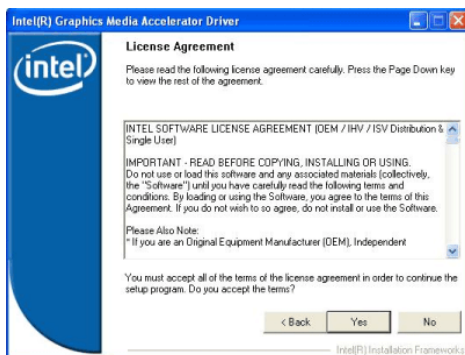 Intel(R) Graphics Media Accelerator Driver
intel
License Agreement
Please read the following license agreement carefully. Press the Page Down key
to view the rest of the agreement.
INTEL SOFTWARE LICENSE AGREEMENT (OEM / IHV / ISV Distribution &
Single User)
IMPORTANT - READ BEFORE COPYING, INSTALLING OR USING.
Do not use or load this software and any associated materials (collectively,
the "Software") until you have carefully read the following terms and
conditions. By loading or using the Software, you agree to the terms of this
Agreement. If you do not wish to so agree, do not install or use the Software.
Please Also Note:
* If you are an Original Equipment Manufacturer (OEM), Independent
You must accept all of the terms of the license agreement in order to continue the
setup program. Do you accept the terms?
< Back Yes No
Intel(R) Installation Frameworks